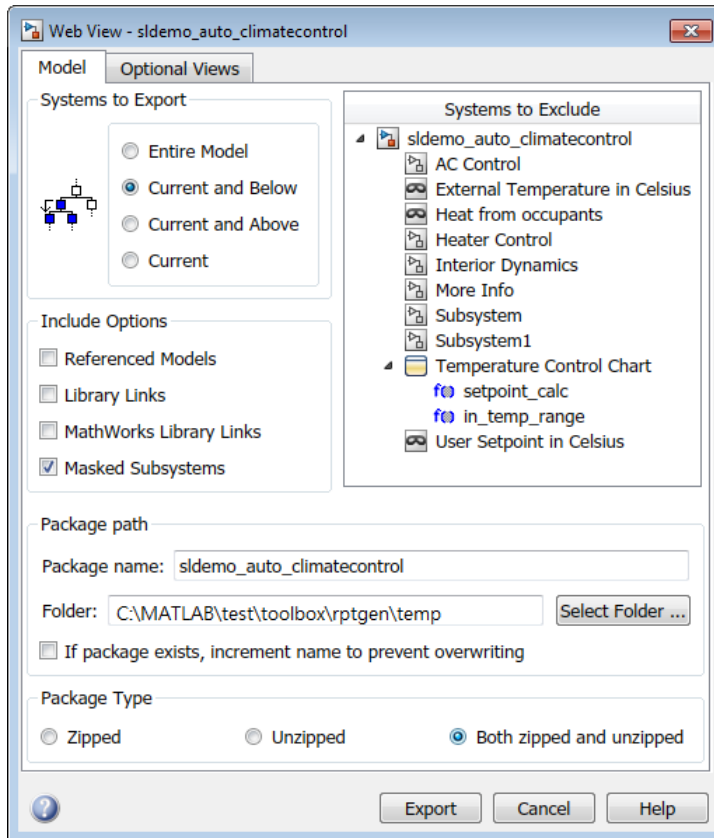 Web View - sldemo_auto_climatecontrol
Model
Optional Views
Systems to Export
Entire Model
Current and Below
Current and Above
Current
Include Options
Referenced Models
Library Links
MathWorks Library Links
Masked Subsystems
Systems to Exclude
sldemo_auto_climatecontrol
AC Control
External Temperature in Celsius
Heat from occupants
Heater Control
Interior Dynamics
More Info
Subsystem
Subsystem1
Temperature Control Chart
f() setpoint_calc
f() in_temp_range
User Setpoint in Celsius
Package path
Package name: sldemo_auto_climatecontrol
Folder: C:\MATLAB\test\toolbox\rptgen\temp
Select Folder ...
If package exists, increment name to prevent overwriting
Package Type
Zipped
Unzipped
Both zipped and unzipped
?
Export
Cancel
Help